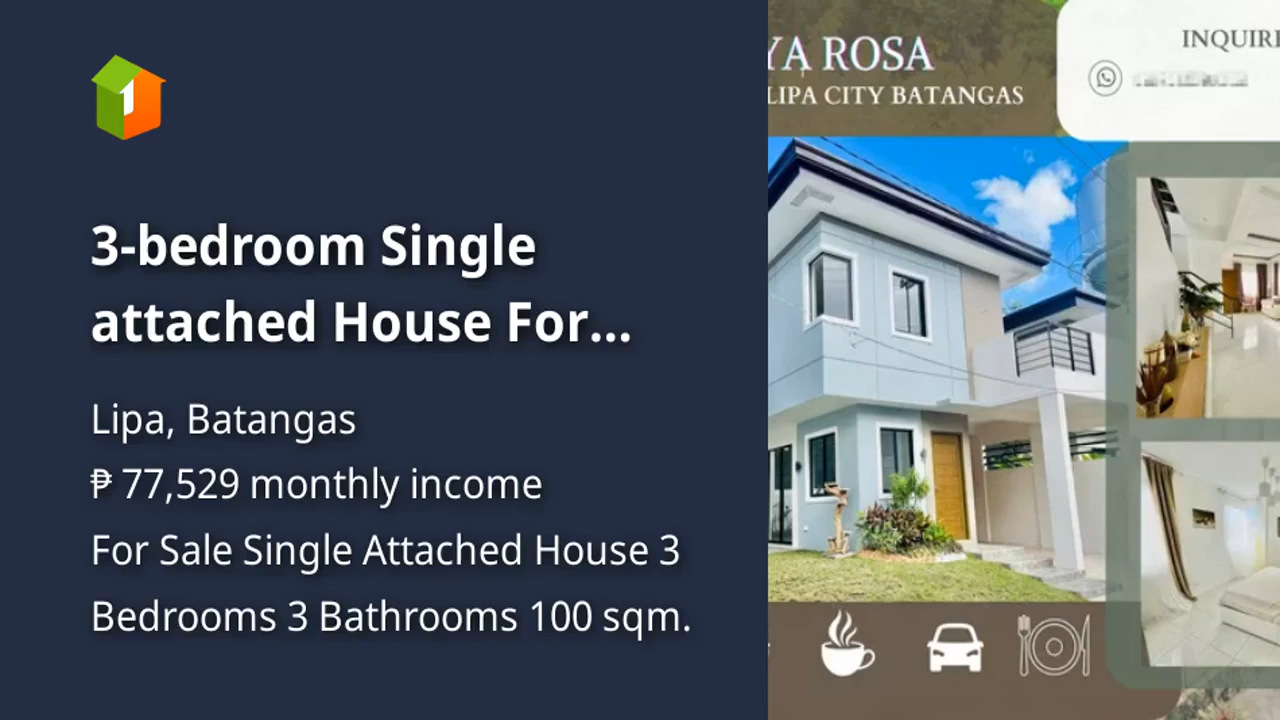 3-bedroom Single
attached House For...
Lipa, Batangas
₱ 77,529 monthly income
For Sale Single Attached House 3
Bedrooms 3 Bathrooms 100 sqm.
YA ROSA
LIPA CITY BATANGAS
INQUIRE